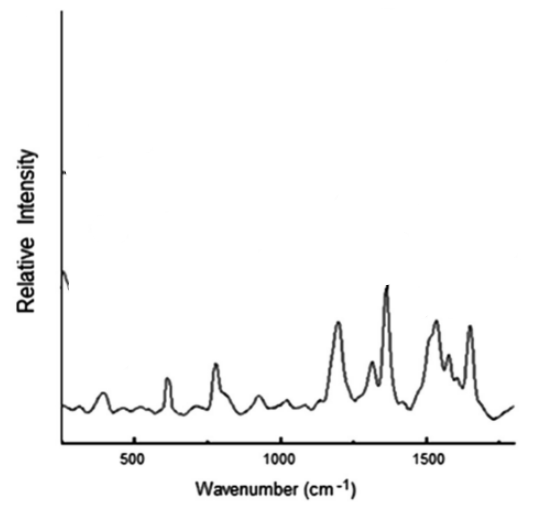 Relative Intensity
500
1000
1500
Wavenumber (cm⁻¹)